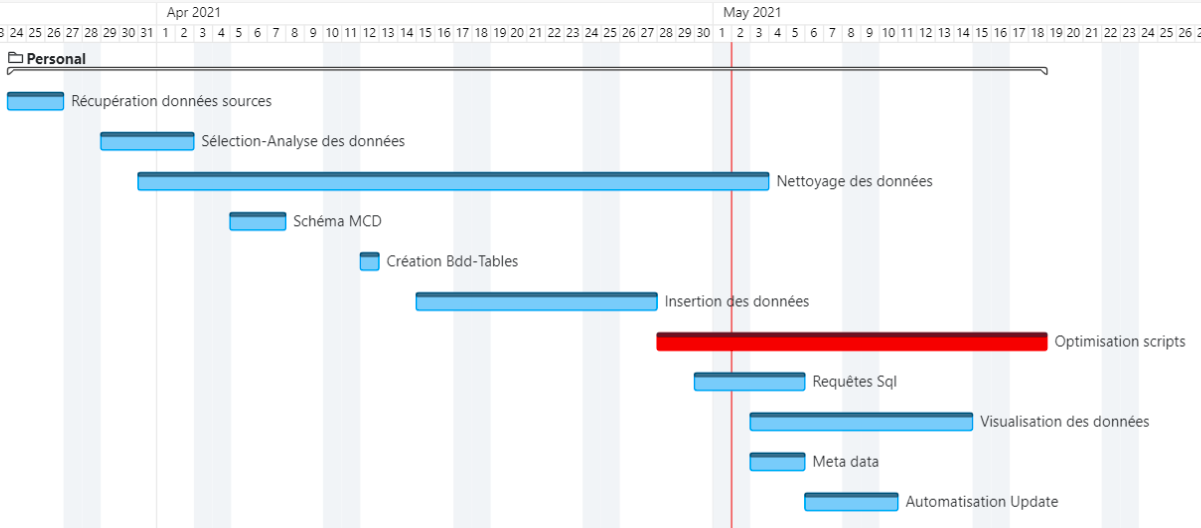 Apr 2021 May 2021
3 24 25 26 27 28 29 30 31 1 2 3 4 5 6 7 8 9 10 11 12 13 14 15 16 17 18 19 20 21 22 23 24 25 26 27 28 29 30 1 2 3 4 5 6 7 8 9 10 11 12 13 14 15 16 17 18 19 20 21 22 23 24 25 26 2
Personal
Récupération données sources
Sélection-Analyse des données
Nettoyage des données
Schéma MCD
Création Bdd-Tables
Insertion des données
Optimisation scripts
Requêtes Sql
Visualisation des données
Meta data
Automatisation Update